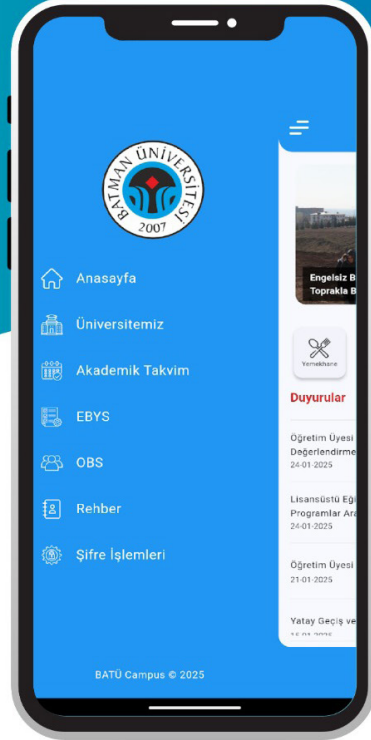 BATMAN ÜNİVERSİTESİ
2007
Anasayfa
Üniversitemiz
Akademik Takvim
EBYS
OBS
Rehber
Şifre İşlemleri
BATÜ Campus © 2025
Engelsiz B
Toprakla B
Yemekhane
Duyurular
Öğretim Üyesi
Değerlendirme
24-01-2025
Lisansüstü Eği
Programlar Ara
24-01-2025
Öğretim Üyesi
21-01-2025
Yatay Geçiş ve